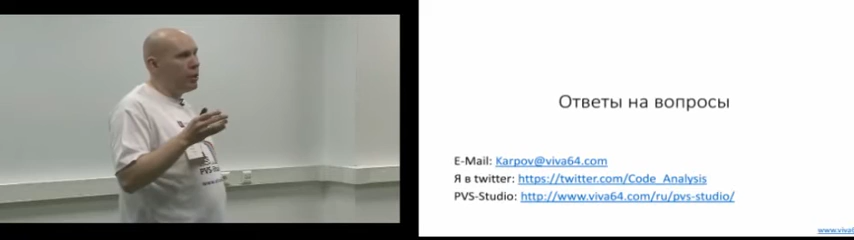 Ответы на вопросы
E-Mail: Karpov@viva64.com
Я в twitter: https://twitter.com/Code_Analysis
PVS-Studio: http://www.viva64.com/ru/pvs-studio/